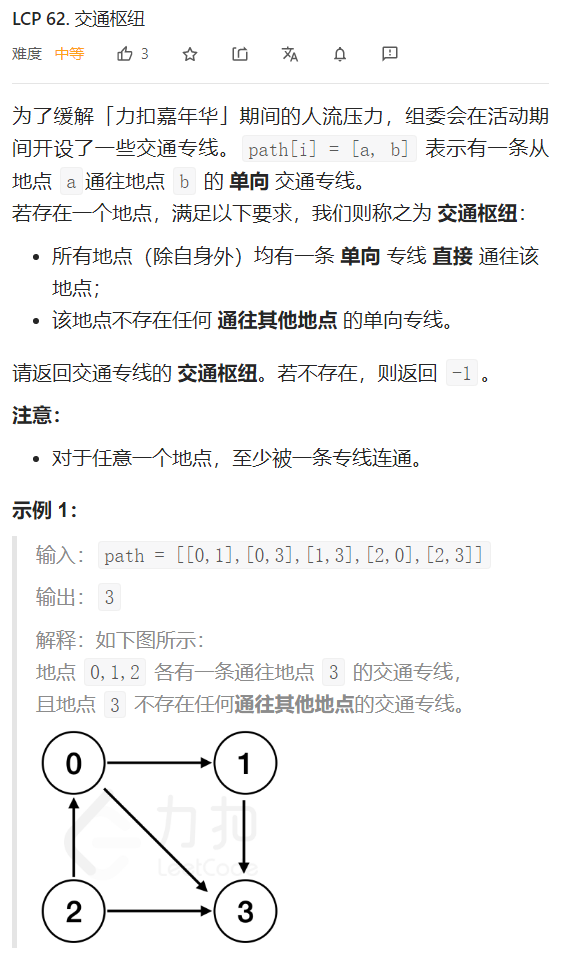 LCP 62. 交通枢纽
难度 中等 3
为了缓解「力扣嘉年华」期间的人流压力，组委会在活动期
间开设了一些交通专线。 path[i] = [a, b] 表示有一条从
地点 a 通往地点 b 的 单向 交通专线。
若存在一个地点，满足以下要求，我们则称之为 交通枢纽：
• 所有地点（除自身外）均有一条 单向 专线 直接 通往该
地点；
• 该地点不存在任何 通往其他地点 的单向专线。
请返回交通专线的 交通枢纽。若不存在，则返回 -1 。
注意：
• 对于任意一个地点，至少被一条专线连通。
示例 1：
输入： path = [[0,1],[0,3],[1,3],[2,0],[2,3]]
输出： 3
解释：如下图所示：
地点 0,1,2 各有一条通往地点 3 的交通专线，
且地点 3 不存在任何通往其他地点的交通专线。
0 1
力扣
LeetCode
2 3